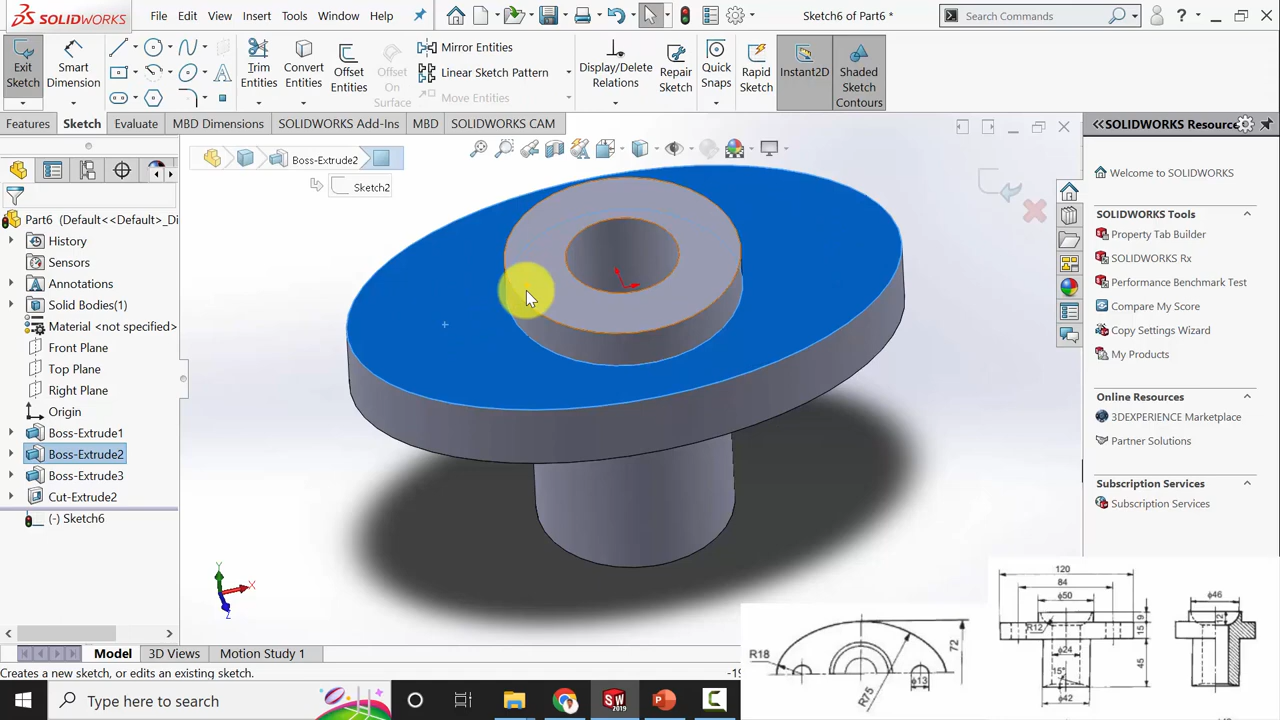 SOLIDWORKS
File
Edit
View
Insert
Tools
Window
Help
Sketch6 of Part6 *
Search Commands
Exit Sketch
Smart Dimension
Trim Entities
Convert Entities
Offset Entities
Offset On Surface
Mirror Entities
Linear Sketch Pattern
Move Entities
Display/Delete Relations
Repair Sketch
Quick Snaps
Rapid Sketch
Instant2D
Shaded Sketch Contours
Features
Sketch
Evaluate
MBD Dimensions
SOLIDWORKS Add-Ins
MBD
SOLIDWORKS CAM
Boss-Extrude2
Sketch2
Part6 (Default<<Default>_Di
History
Sensors
Annotations
Solid Bodies(1)
Material <not specified>
Front Plane
Top Plane
Right Plane
Origin
Boss-Extrude1
Boss-Extrude2
Boss-Extrude3
Cut-Extrude2
(-) Sketch6
Y
X
Z
<<SOLIDWORKS Resource
Welcome to SOLIDWORKS
SOLIDWORKS Tools
Property Tab Builder
SOLIDWORKS Rx
Performance Benchmark Test
Compare My Score
Copy Settings Wizard
My Products
Online Resources
3DEXPERIENCE Marketplace
Partner Solutions
Subscription Services
Subscription Services
R18
R75
ϕ13
72
120
84
ϕ50
R12
ϕ24
15°
ϕ42
9
15
45
ϕ46
12
Model
3D Views
Motion Study 1
Creates a new sketch, or edits an existing sketch.
Type here to search
SW
2019